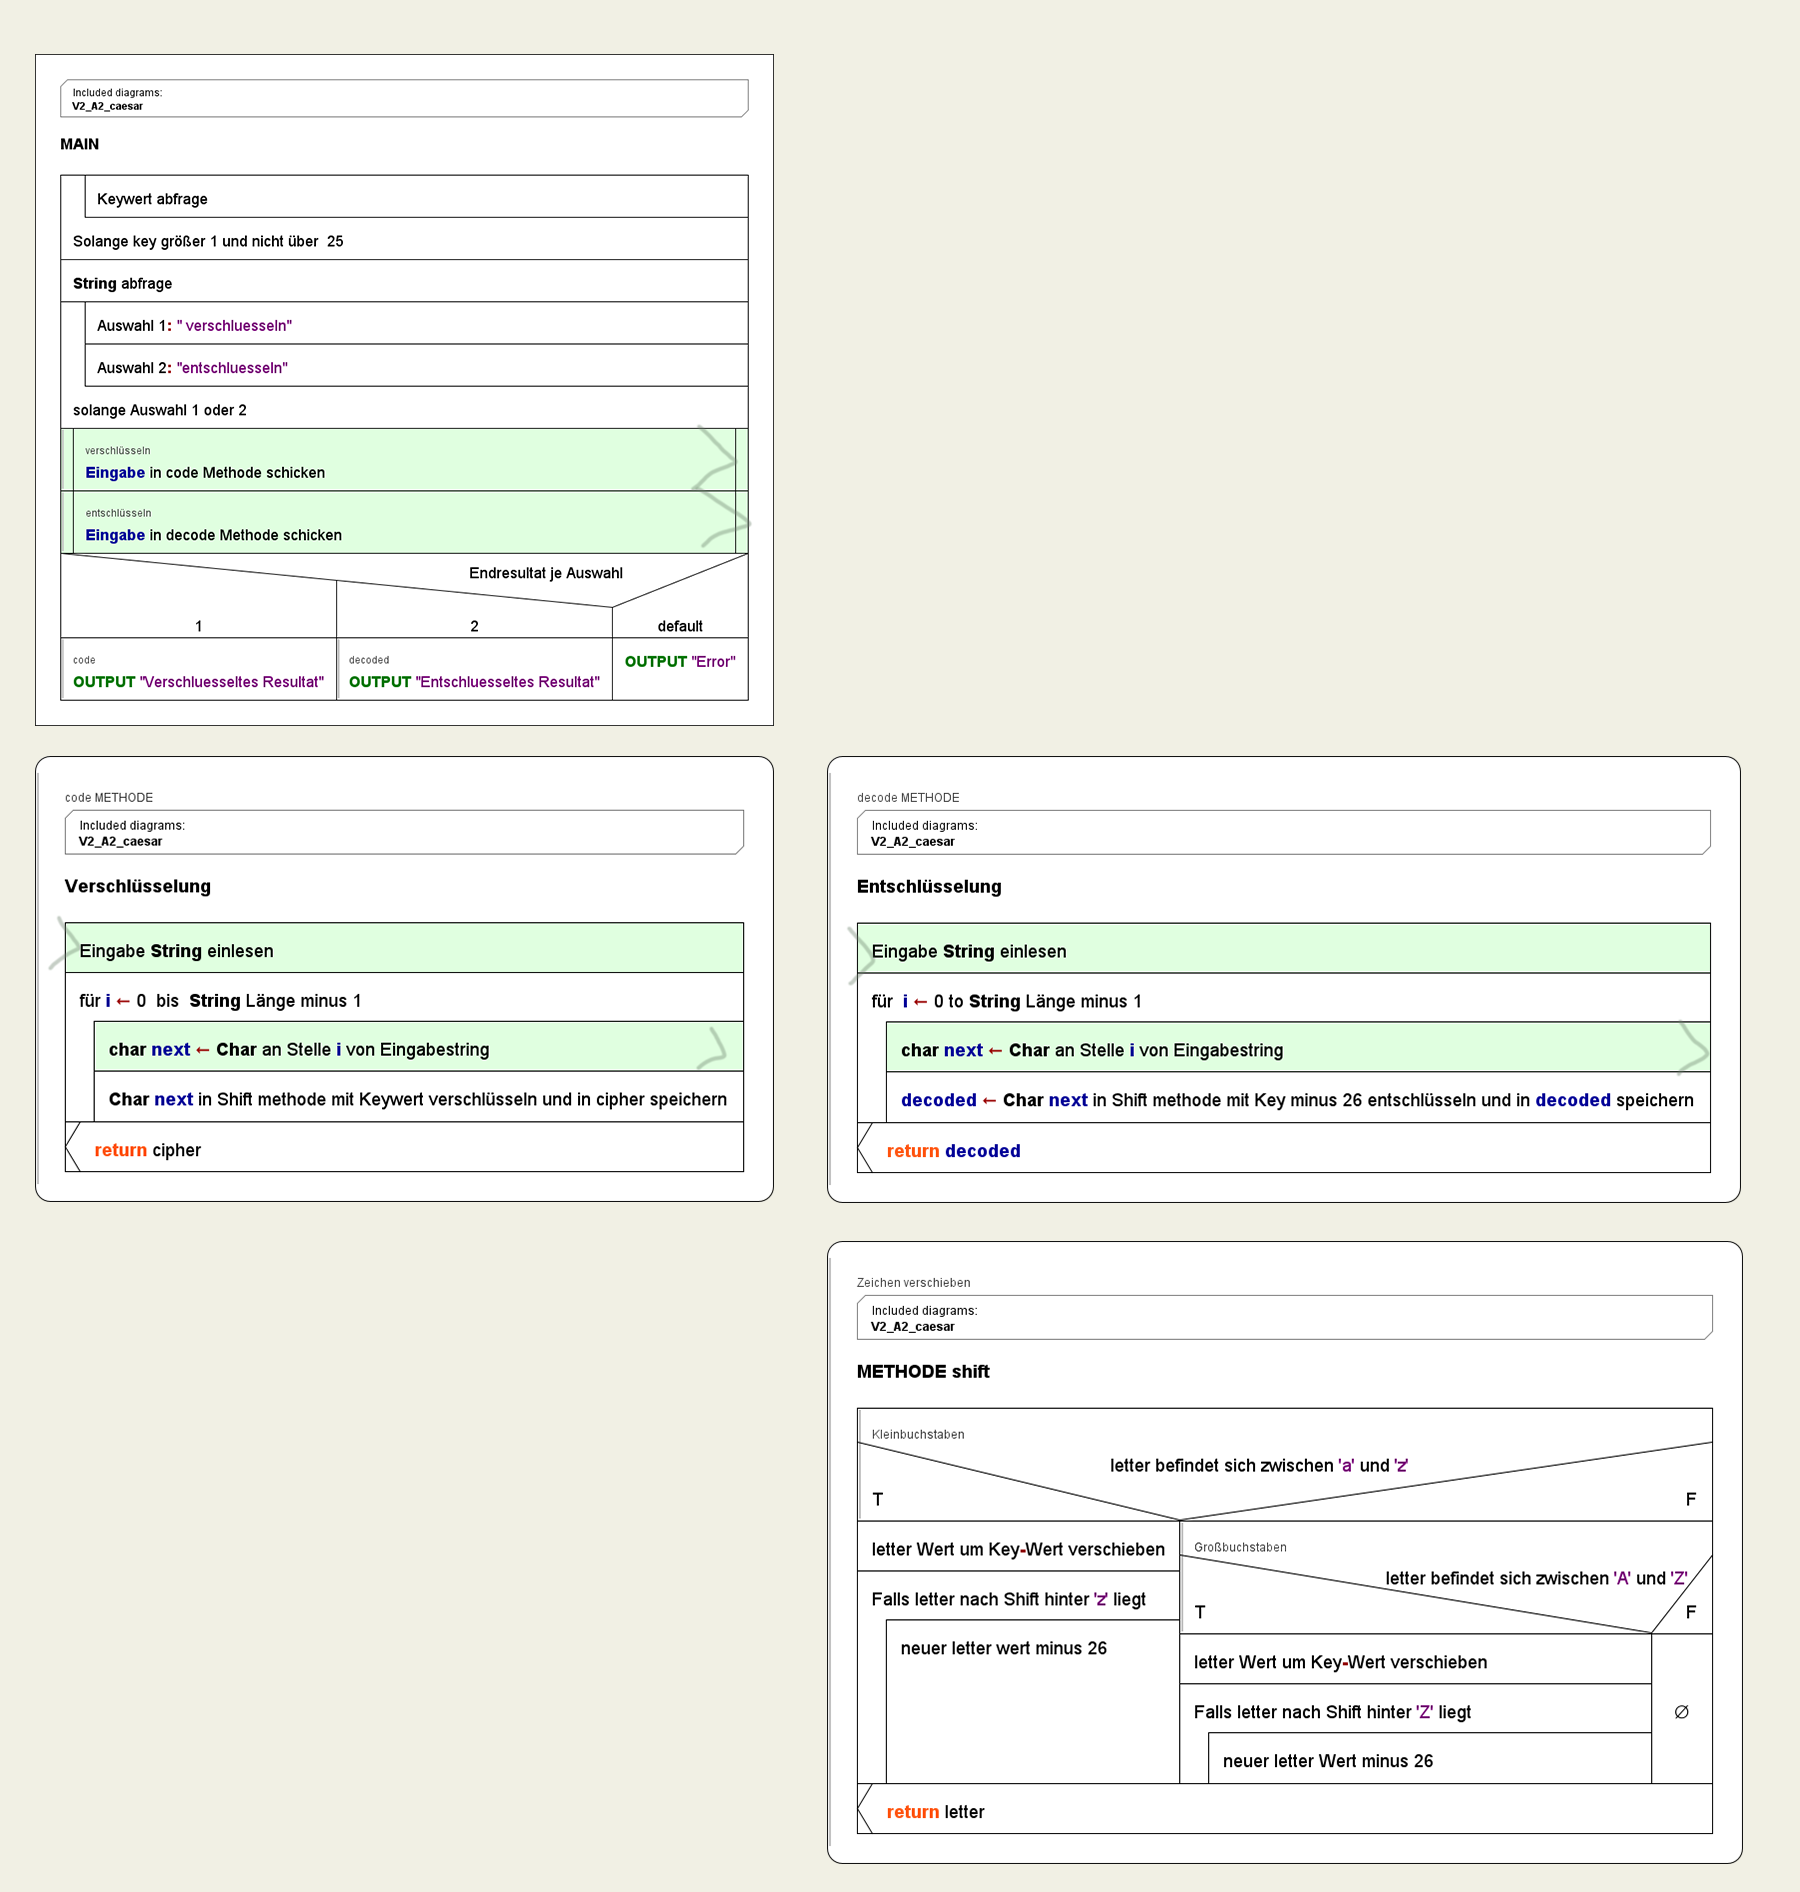 Included diagrams:
V2_A2_caesar
MAIN
Keywert abfrage
Solange key größer 1 und nicht über  25
String abfrage
Auswahl 1: " verschluesseln"
Auswahl 2: "entschluesseln"
solange Auswahl 1 oder 2
verschlüsseln
Eingabe in code Methode schicken
entschlüsseln
Eingabe in decode Methode schicken
Endresultat je Auswahl
1
2
default
code
OUTPUT "Verschluesseltes Resultat"
decoded
OUTPUT "Entschluesseltes Resultat"
OUTPUT "Error"
code METHODE
Included diagrams:
V2_A2_caesar
Verschlüsselung
Eingabe String einlesen
für i ← 0  bis  String Länge minus 1
char next ← Char an Stelle i von Eingabestring
Char next in Shift methode mit Keywert verschlüsseln und in cipher speichern
return cipher
decode METHODE
Included diagrams:
V2_A2_caesar
Entschlüsselung
Eingabe String einlesen
für  i ← 0 to String Länge minus 1
char next ← Char an Stelle i von Eingabestring
decoded ← Char next in Shift methode mit Key minus 26 entschlüsseln und in decoded speichern
return decoded
Zeichen verschieben
Included diagrams:
V2_A2_caesar
METHODE shift
Kleinbuchstaben
letter befindet sich zwischen 'a' und 'z'
T
F
letter Wert um Key-Wert verschieben
Falls letter nach Shift hinter 'z' liegt
neuer letter wert minus 26
Großbuchstaben
letter befindet sich zwischen 'A' und 'Z'
T
F
letter Wert um Key-Wert verschieben
Falls letter nach Shift hinter 'Z' liegt
neuer letter Wert minus 26
∅
return letter